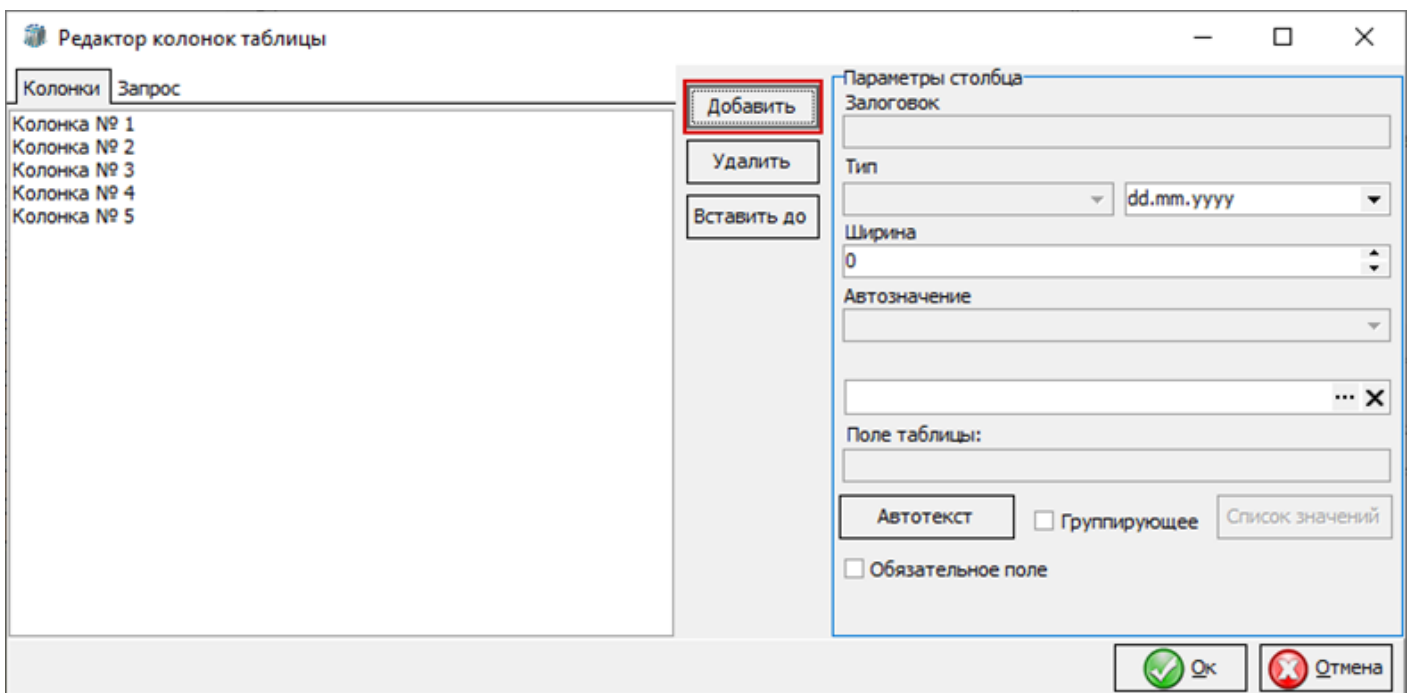 Редактор колонок таблицы
Колонки Запрос
Колонка № 1
Колонка № 2
Колонка № 3
Колонка № 4
Колонка № 5
Добавить
Удалить
Вставить до
Параметры столбца
Залоговок
Тип
dd.mm.yyyy
Ширина
0
Автозначение
Поле таблицы:
Автотекст Группирующее Список значений
Обязательное поле
Ок Отмена